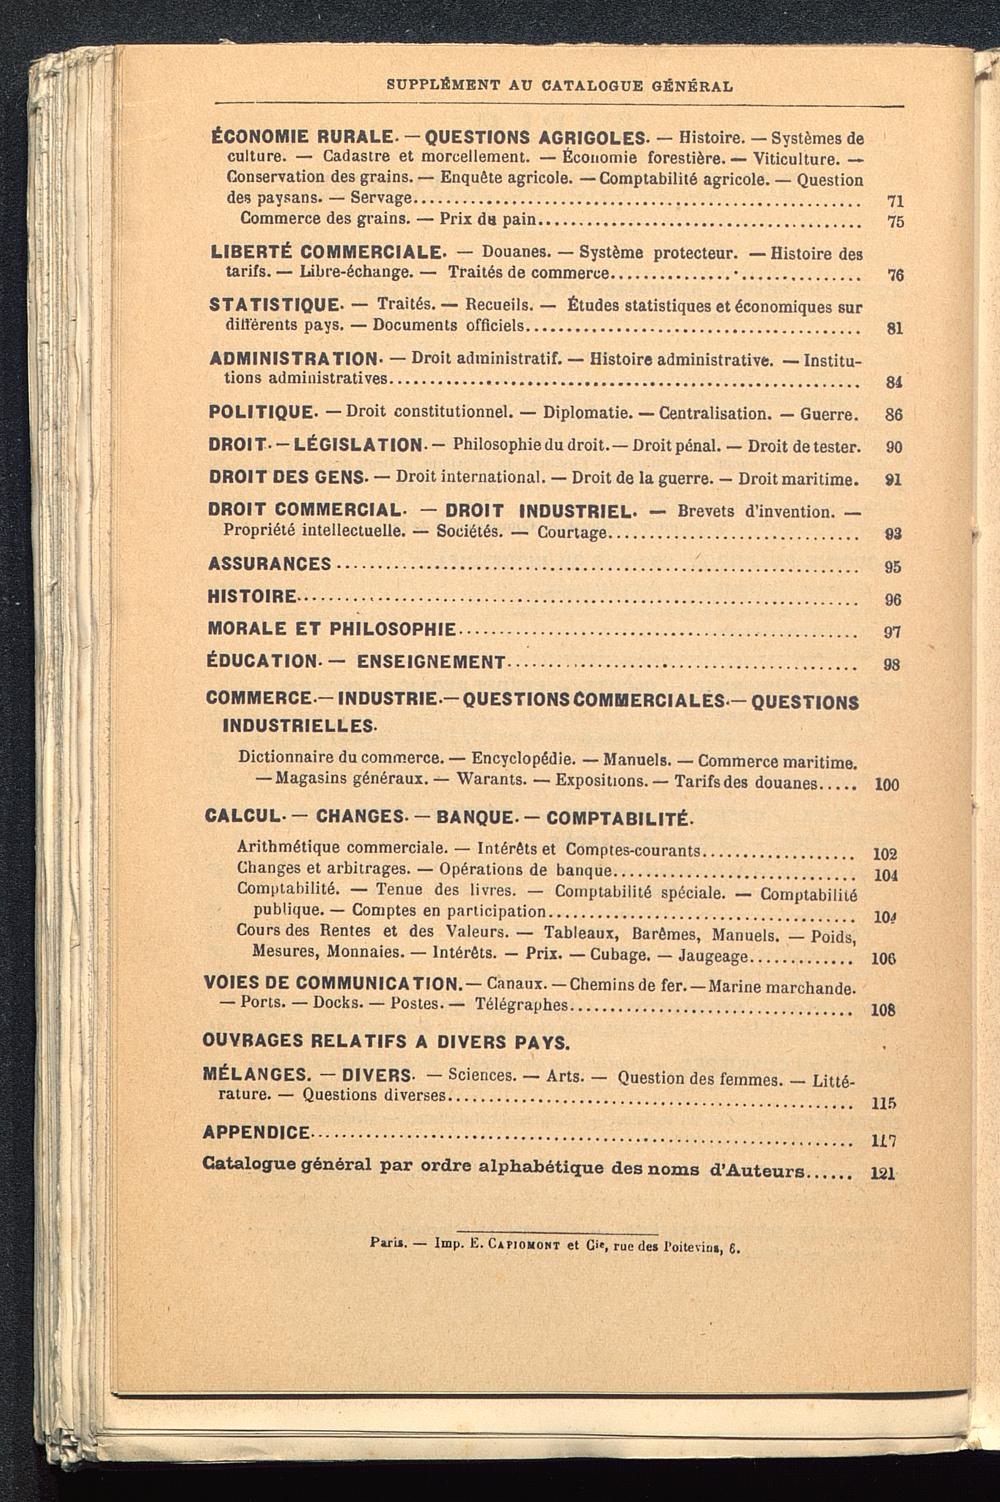 SUPPLÉMENT AU CATALOGUE GÉNÉRAL
ÉCONOMIE RURALE. — QUESTIONS AGRIGOLES. — Histoire. — Systèmes de
culture. — Cadastre et morcellement. — Économie forestière. — Viticulture. —
Conservation des grains. — Enquête agricole. — Comptabilité agricole. — Question
des paysans. — Servage........................................ 71
Commerce des grains. — Prix du pain........................................ 75
LIBERTÉ COMMERCIALE. — Douanes. — Système protecteur. — Histoire des
tarifs. — Libre-échange. — Traités de commerce.............................. 76
STATISTIQUE. — Traités. — Recueils. — Études statistiques et économiques sur
différents pays. — Documents officiels........................................ 81
ADMINISTRATION. — Droit administratif. — Histoire administrative. — Institu-
tions administratives........................................ 84
POLITIQUE. — Droit constitutionnel. — Diplomatie. — Centralisation. — Guerre. 86
DROIT. — LÉGISLATION. — Philosophie du droit. — Droit pénal. — Droit de tester. 90
DROIT DES GENS. — Droit international. — Droit de la guerre. — Droit maritime. 91
DROIT COMMERCIAL. — DROIT INDUSTRIEL. — Brevets d'invention. —
Propriété intellectuelle. — Sociétés. — Courtage.............................. 93
ASSURANCES........................................ 95
HISTOIRE........................................ 96
MORALE ET PHILOSOPHIE........................................ 97
ÉDUCATION. — ENSEIGNEMENT........................................ 98
COMMERCE. — INDUSTRIE. — QUESTIONS COMMERCIALES. — QUESTIONS
INDUSTRIELLES.
Dictionnaire du commerce. — Encyclopédie. — Manuels. — Commerce maritime.
— Magasins généraux. — Warants. — Expositions. — Tarifs des douanes..... 100
CALCUL. — CHANGES. — BANQUE. — COMPTABILITÉ.
Arithmétique commerciale. — Intérêts et Comptes-courants................... 102
Changes et arbitrages. — Opérations de banque.............................. 104
Comptabilité. — Tenue des livres. — Comptabilité spéciale. — Comptabilité
publique. — Comptes en participation........................................ 104
Cours des Rentes et des Valeurs. — Tableaux, Barêmes, Manuels. — Poids,
Mesures, Monnaies. — Intérêts. — Prix. — Cubage. — Jaugeage............. 106
VOIES DE COMMUNICATION. — Canaux. — Chemins de fer. — Marine marchande.
— Ports. — Docks. — Postes. — Télégraphes.............................. 108
OUVRAGES RELATIFS A DIVERS PAYS.
MÉLANGES. — DIVERS. — Sciences. — Arts. — Question des femmes. — Litté-
rature. — Questions diverses........................................ 115
APPENDICE........................................ 117
Catalogue général par ordre alphabétique des noms d'Auteurs...... 121
Paris. — Imp. E. CAPIOMONT et Cie, rue des Poitevins, 6.